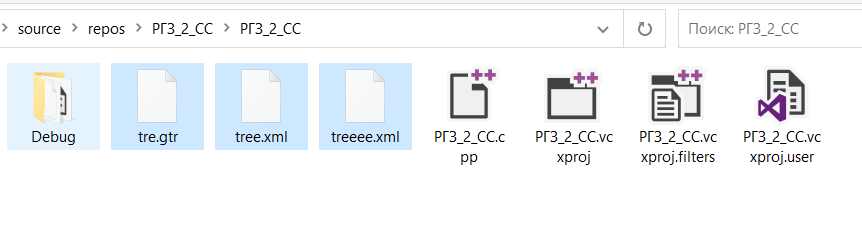 source > repos > РГЗ_2_СС > РГЗ_2_СС
Поиск: РГЗ_2_СС
Debug
tre.gtr
tree.xml
treeee.xml
РГЗ_2_СС.c
pp
РГЗ_2_СС.vc
xproj
РГЗ_2_СС.vc
xproj.filters
РГЗ_2_СС.vc
xproj.user